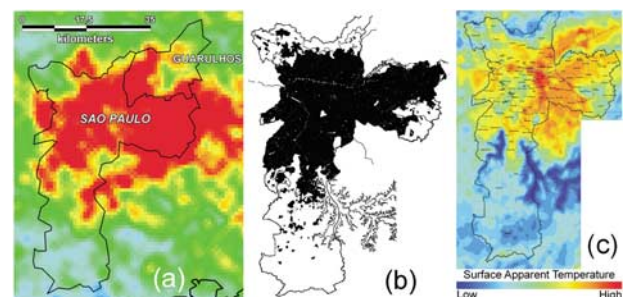 0 17.5 35
kilometers
GUARULHOS
SAO PAULO
(a)
(b)
(c)
Surface Apparent Temperature
Low High